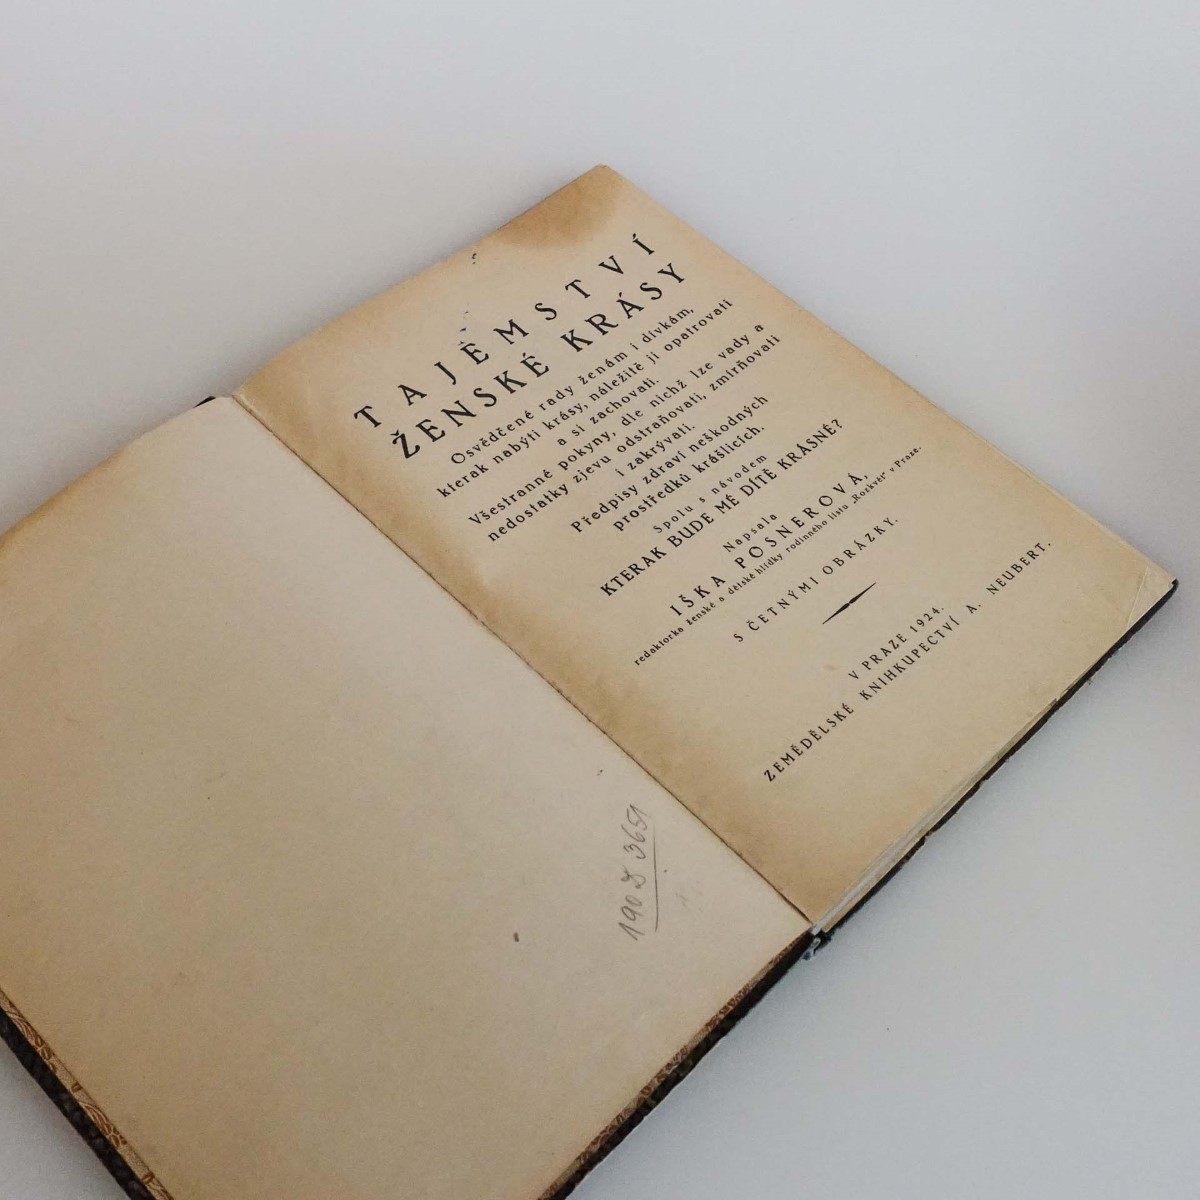 TAJEMSTVÍ
ŽENSKÉ KRÁSY
Osvědčené rady ženám i dívkám,
kterak nabýti krásy, náležitě ji opatrovati
a si zachovati.
Všestranné pokyny, dle nichž lze vady a
nedostatky zjevu odstraňovati, zmírňovati
i zakrývati.
Předpisy zdraví neškodných
prostředků krášlicích.
Spolu s návodem
KTERAK BUDE MÉ DÍTĚ KRÁSNÉ?
Napsala
IŠKA POSNEROVÁ,
redaktorka ženské a dětské hlídky rodinného listu „Rozkvět“ v Praze.
S ČETNÝMI OBRÁZKY.
V PRAZE 1924.
ZEMĚDĚLSKÉ KNIHKUPECTVÍ A. NEUBERT.
190 3651